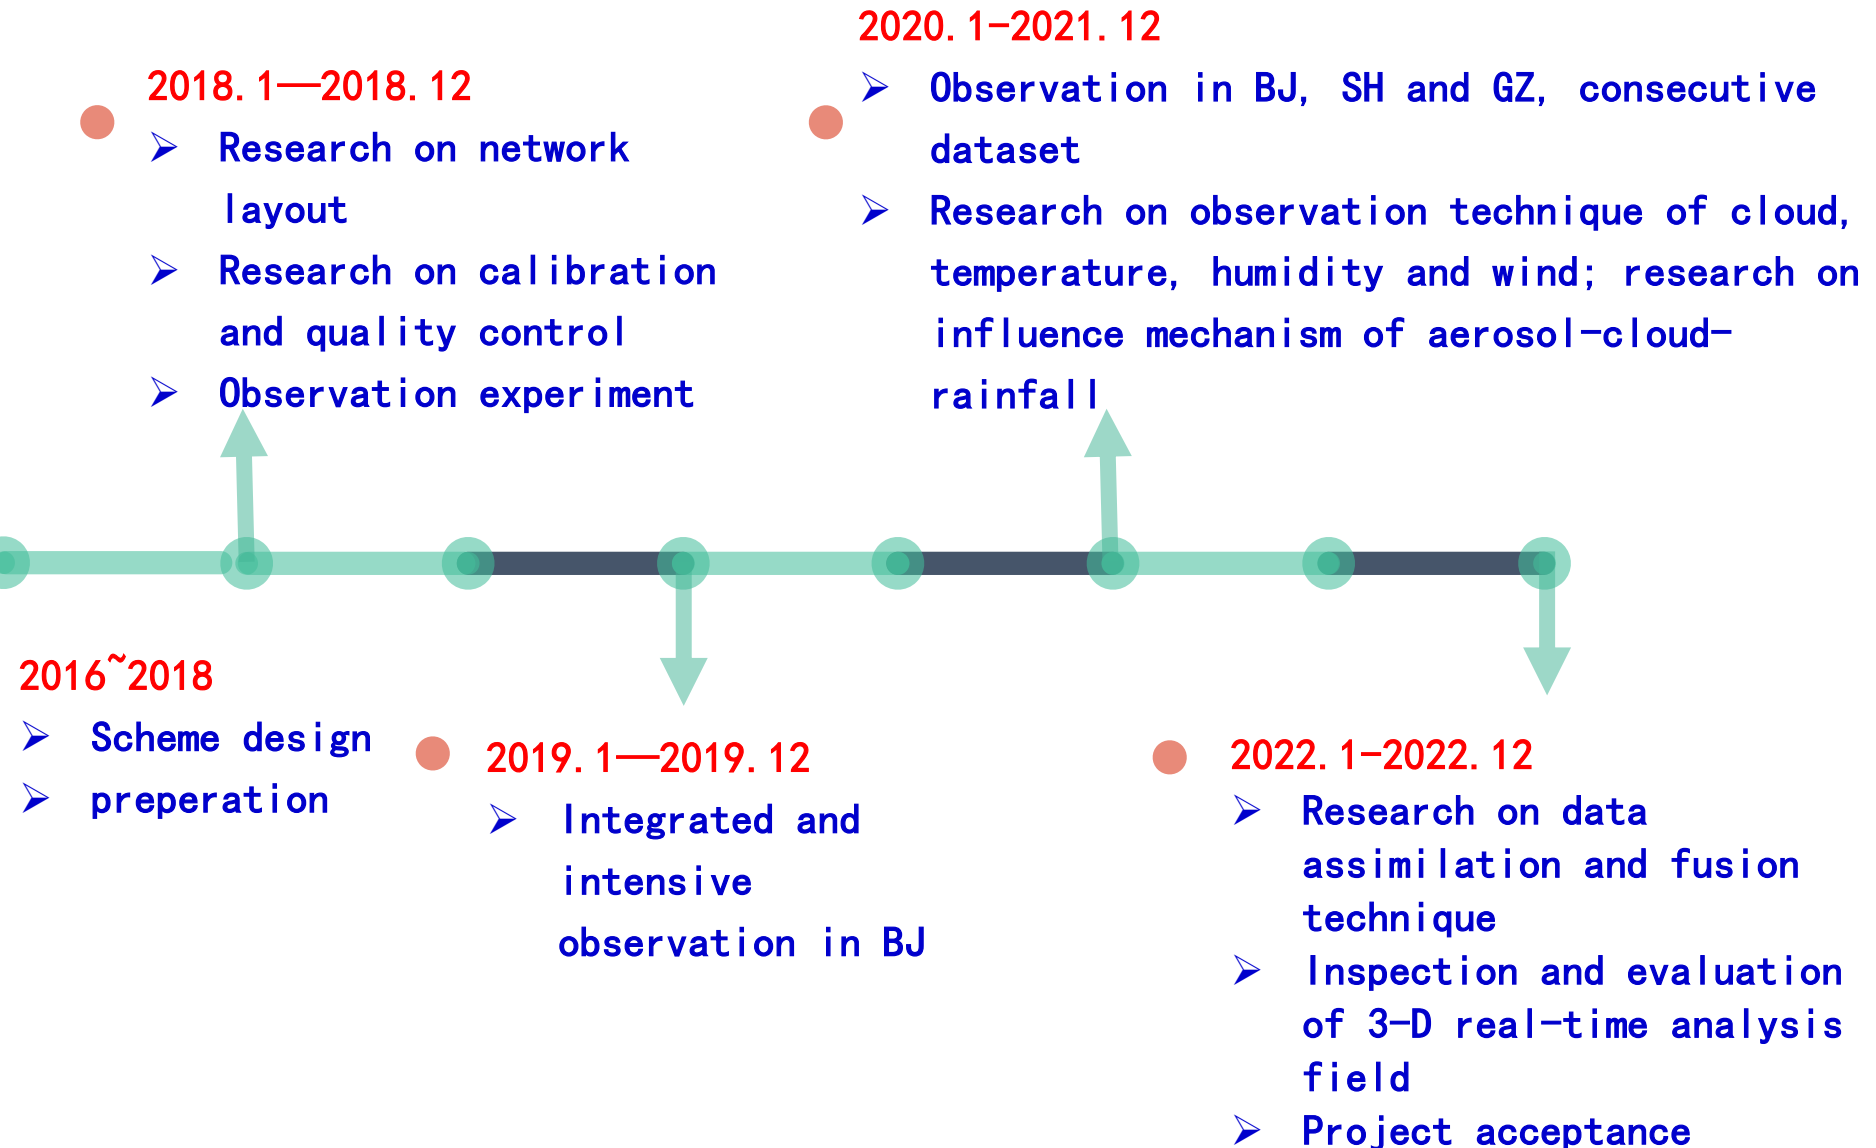 2018.1—2018.12
➢ Research on network
layout
➢ Research on calibration
and quality control
➢ Observation experiment
2020.1-2021.12
➢ Observation in BJ, SH and GZ, consecutive
dataset
➢ Research on observation technique of cloud,
temperature, humidity and wind; research on
influence mechanism of aerosol-cloud-
rainfall
2016~2018
➢ Scheme design
➢ preperation
2019.1—2019.12
➢ Integrated and
intensive
observation in BJ
2022.1-2022.12
➢ Research on data
assimilation and fusion
technique
➢ Inspection and evaluation
of 3-D real-time analysis
field
➢ Project acceptance